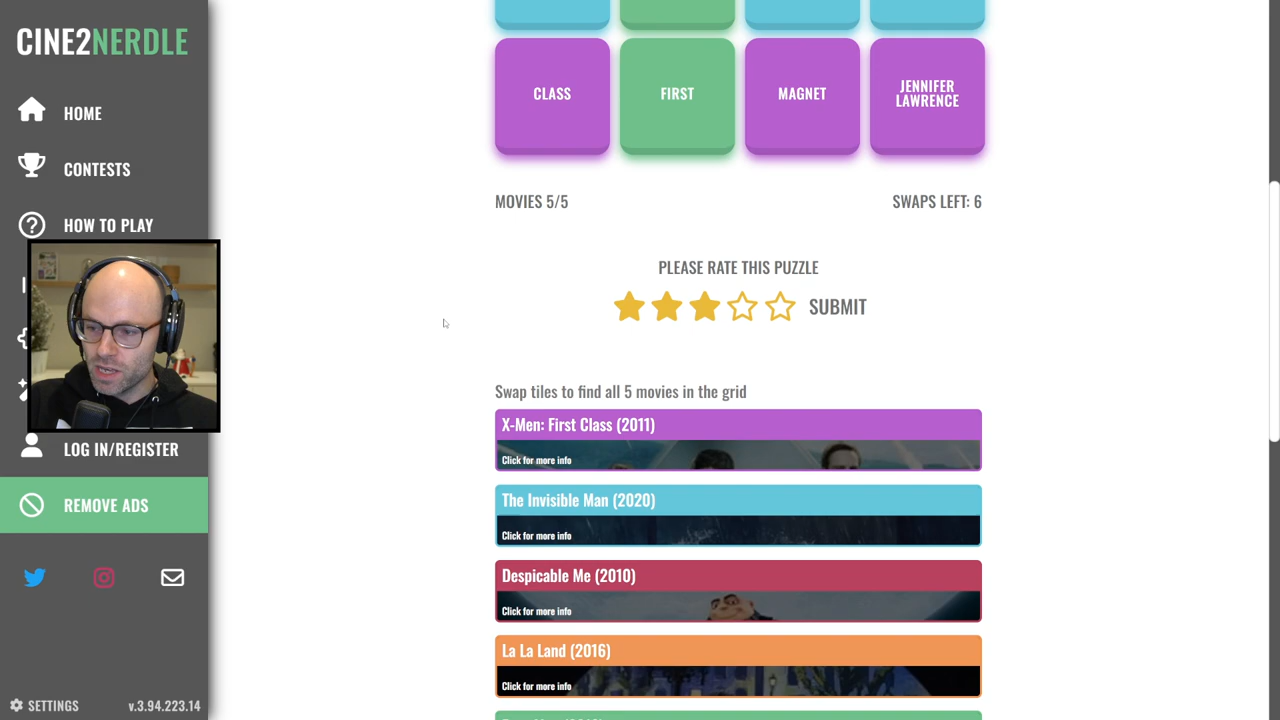 CINE2NERDLE
HOME
CONTESTS
HOW TO PLAY
LOG IN/REGISTER
REMOVE ADS
SETTINGS
v.3.94.223.14
CLASS
FIRST
MAGNET
JENNIFER
LAWRENCE
MOVIES 5/5
SWAPS LEFT: 6
PLEASE RATE THIS PUZZLE
SUBMIT
Swap tiles to find all 5 movies in the grid
X-Men: First Class (2011)
Click for more info
The Invisible Man (2020)
Click for more info
Despicable Me (2010)
Click for more info
La La Land (2016)
Click for more info